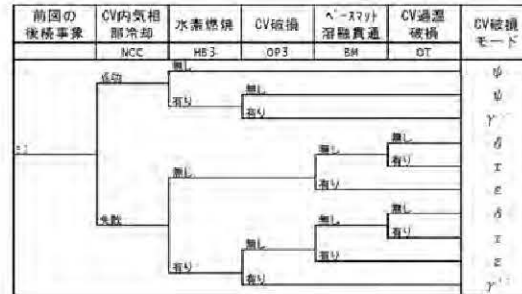 前回の
後続事象
CV内気相
部冷却
水素燃焼
CV破損
ベースマット
溶融貫通
CV過温
破損
CV破損
モード
NCC
HB3
OP3
BM
OT
成功
無し
ψ
有り
無し
ψ
有り
無し
無し
δ
有り
τ
無し
有り
ε
失敗
無し
無し
δ
有り
τ
無し
有り
ε
有り
有り